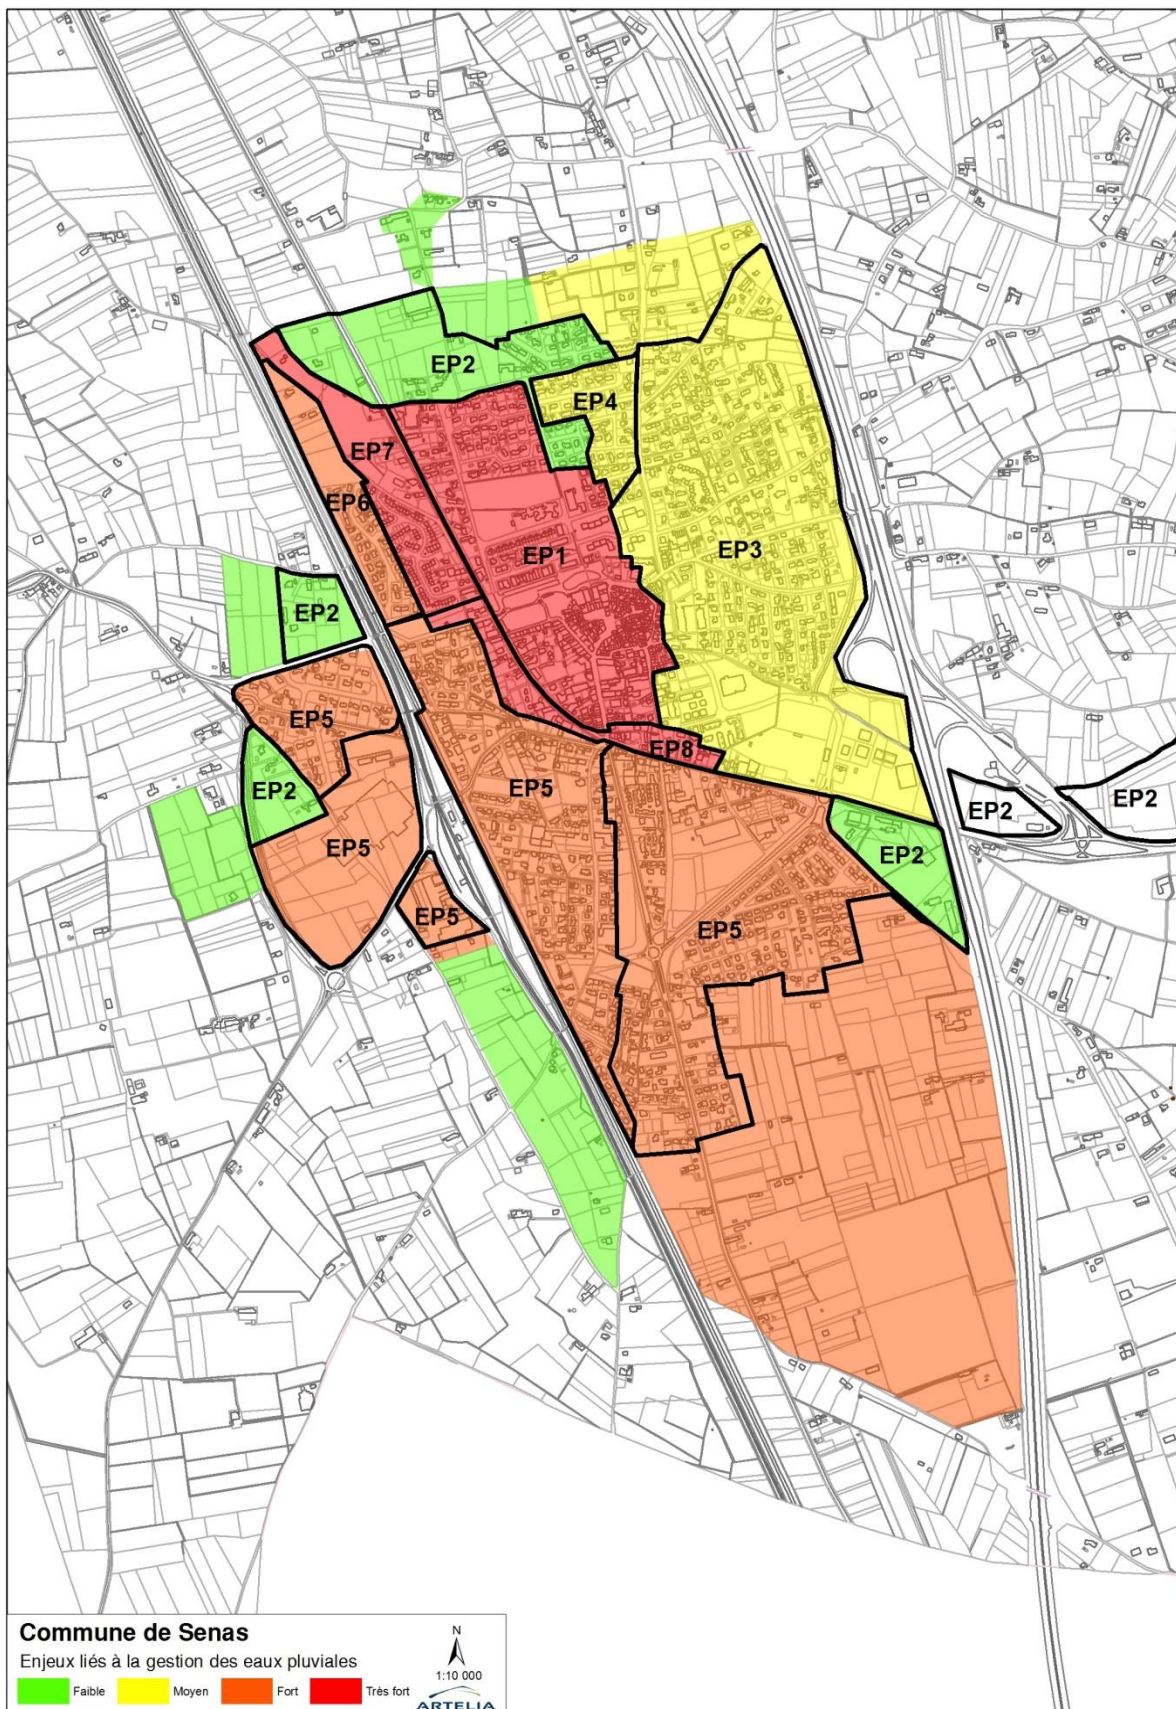 EP2
EP4
EP7
EP6
EP1
EP3
EP2
EP5
EP8
EP5
EP2
EP2
EP2
EP5
EP2
EP5
EP5
Commune de Senas
Enjeux liés à la gestion des eaux pluviales
Faible Moyen Fort Très fort
N
1:10 000
ARTELIA